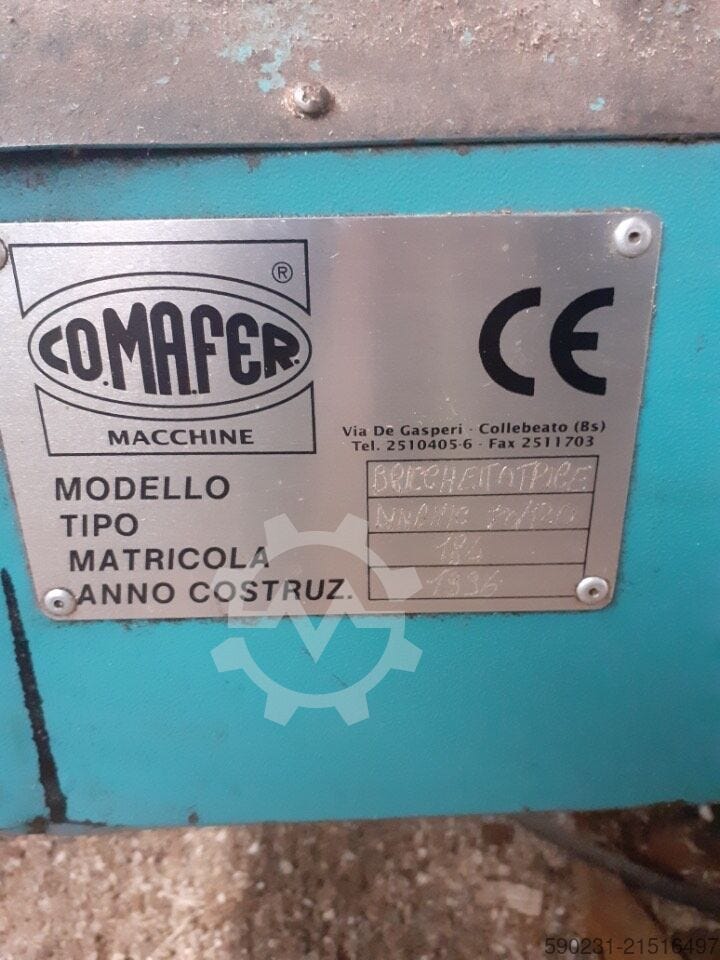 ®
CO.MA.FER.
MACCHINE
CE
Via De Gasperi - Collebeato (Bs)
Tel. 2510405-6 - Fax 2511703
MODELLO BRICCHETTATRICE
TIPO
MATRICOLA
ANNO COSTRUZ. 1996
590231-21516497